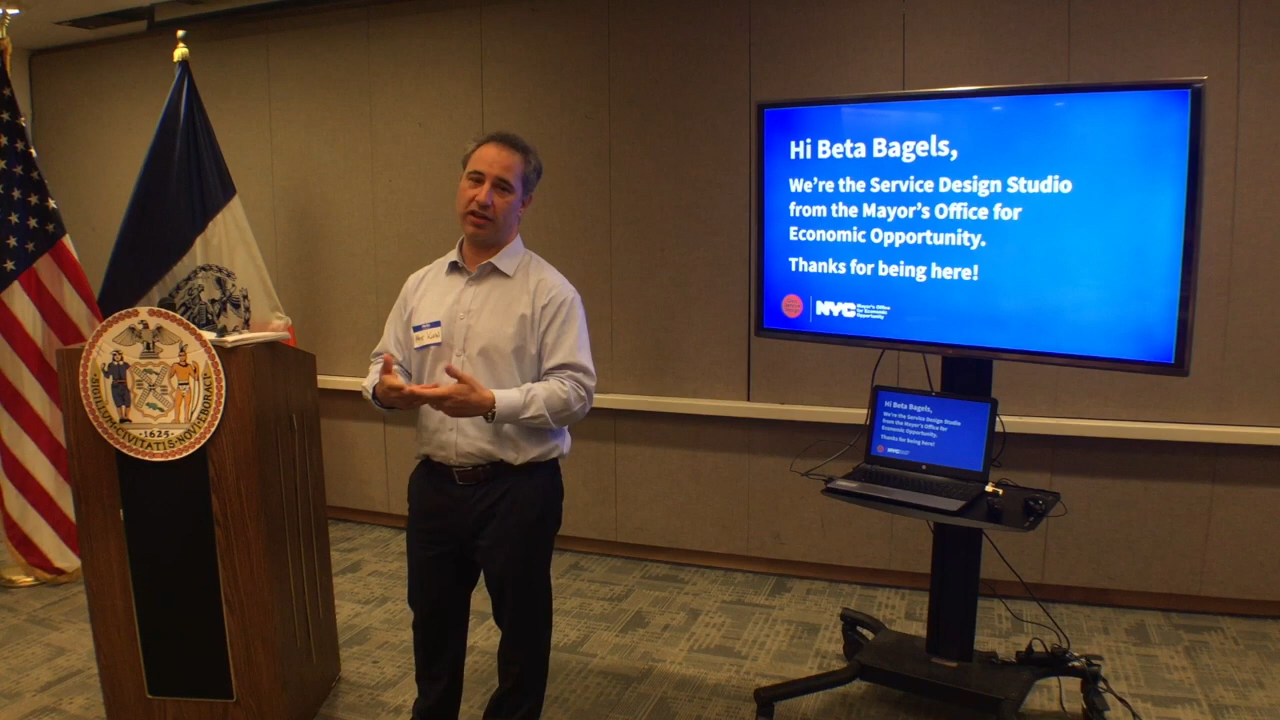 Hi Beta Bagels,
We're the Service Design Studio
from the Mayor's Office for
Economic Opportunity.
Thanks for being here!
NYC
Mayor's Office
for Economic
Opportunity
SIGILLUM CIVITATIS NOVI EBORACI
1625
Hi Beta Bagels,
We're the Service Design Studio
from the Mayor's Office for
Economic Opportunity.
Thanks for being here!
NYC